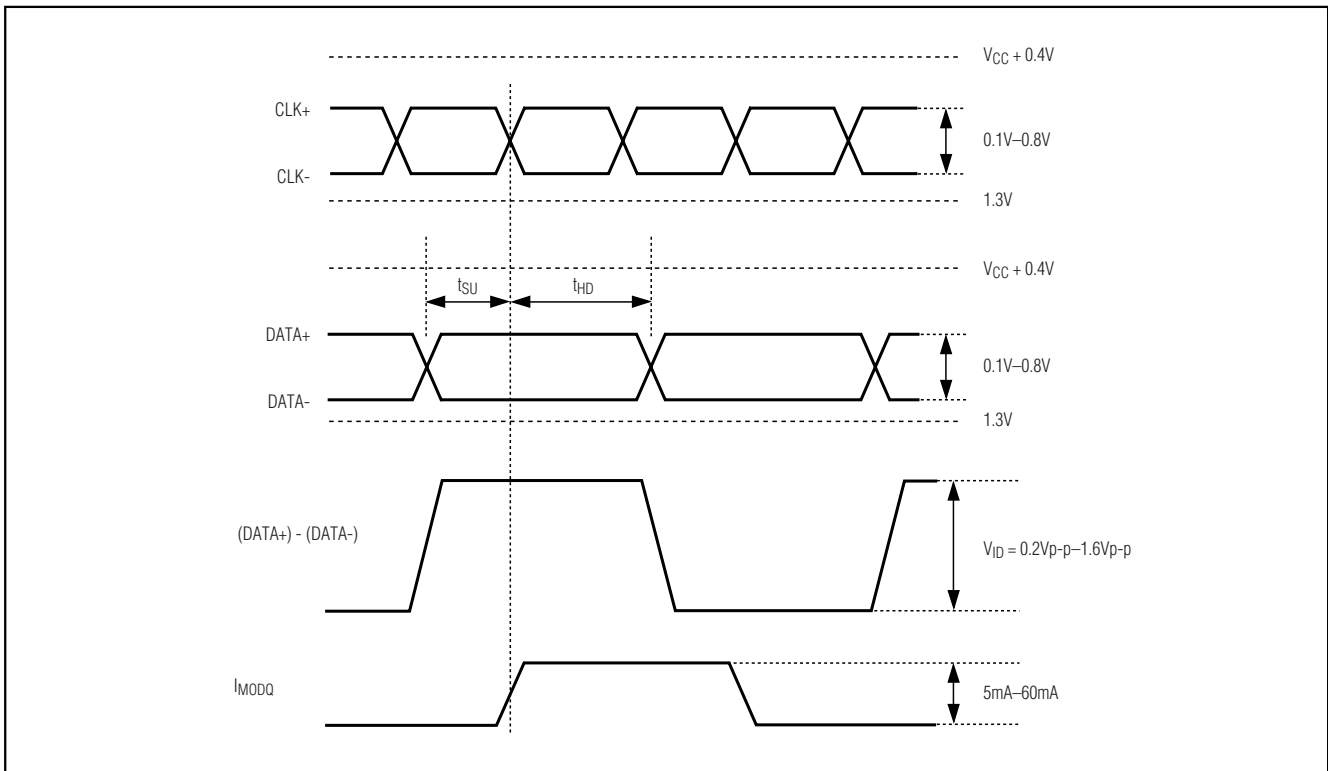 VCC + 0.4V
CLK+
0.1V–0.8V
CLK-
1.3V
VCC + 0.4V
tSU
tHD
DATA+
0.1V–0.8V
DATA-
1.3V
(DATA+) - (DATA-)
VID = 0.2Vp-p–1.6Vp-p
IMODQ
5mA–60mA